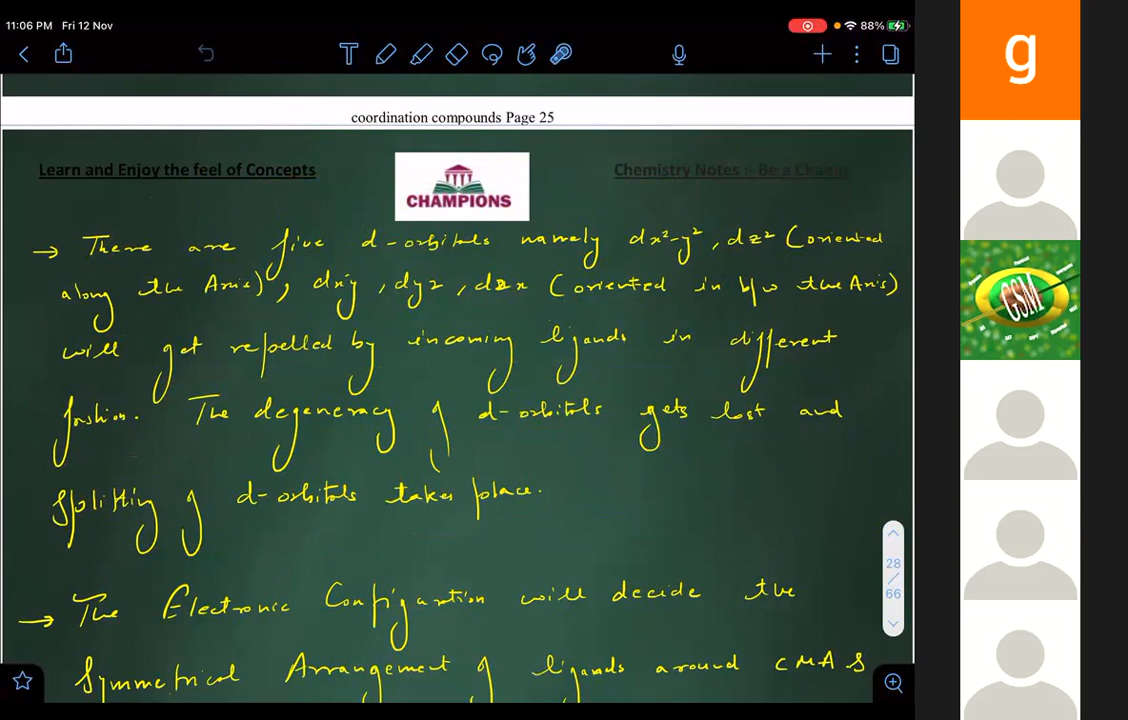 11:06 PM Fri 12 Nov
88%
T
coordination compounds Page 25
Learn and Enjoy the feel of Concepts
Chemistry Notes :- Be a Champ
CHAMPIONS
→ There are five d-orbitals namely dx²-y², dz² (oriented
along the Axis), dxy, dyz, dzx (oriented in b/w the Axis)
will get repelled by incoming ligands in different
fashion. The degeneracy of d-orbitals gets lost and
splitting of d-orbitals takes place.
→ The Electronic Configuration will decide the
Symmetrical Arrangement of ligands around CMA &
28
/
66
g
GSM